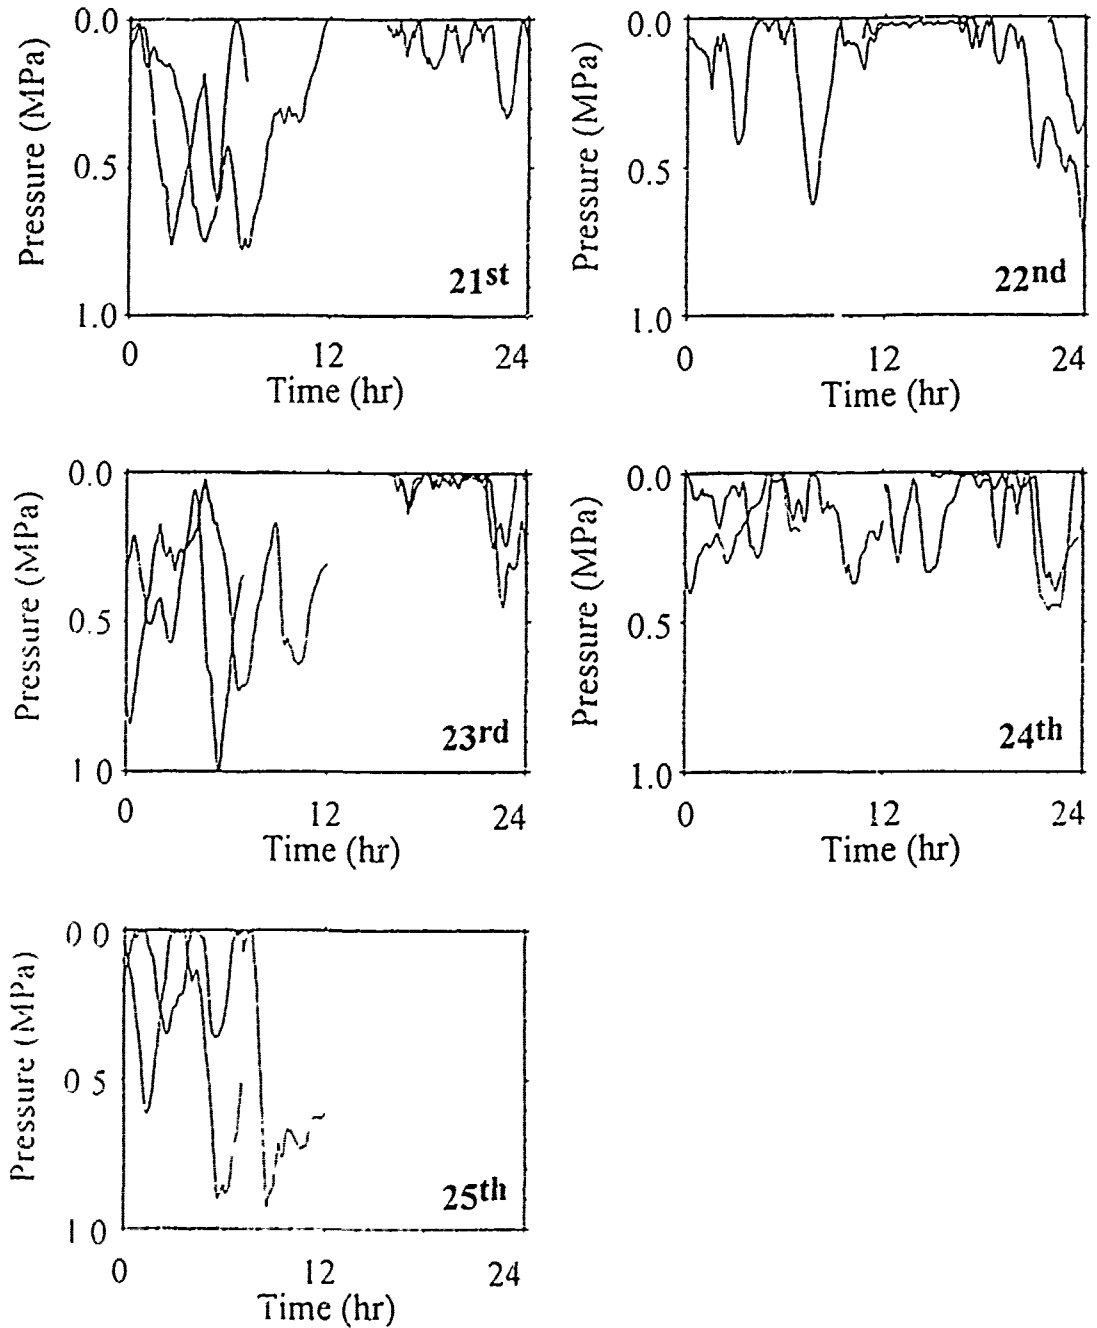 0.0
0.5
1.0
Pressure (MPa)
21st
0 12 24
Time (hr)
0.0
0.5
1.0
Pressure (MPa)
22nd
0 12 24
Time (hr)
0.0
0.5
1 0
Pressure (MPa)
23rd
0 12 24
Time (hr)
0.0
0.5
1.0
Pressure (MPa)
24th
0 12 24
Time (hr)
0 0
0 5
1 0
Pressure (MPa)
25th
0 12 24
Time (hr)